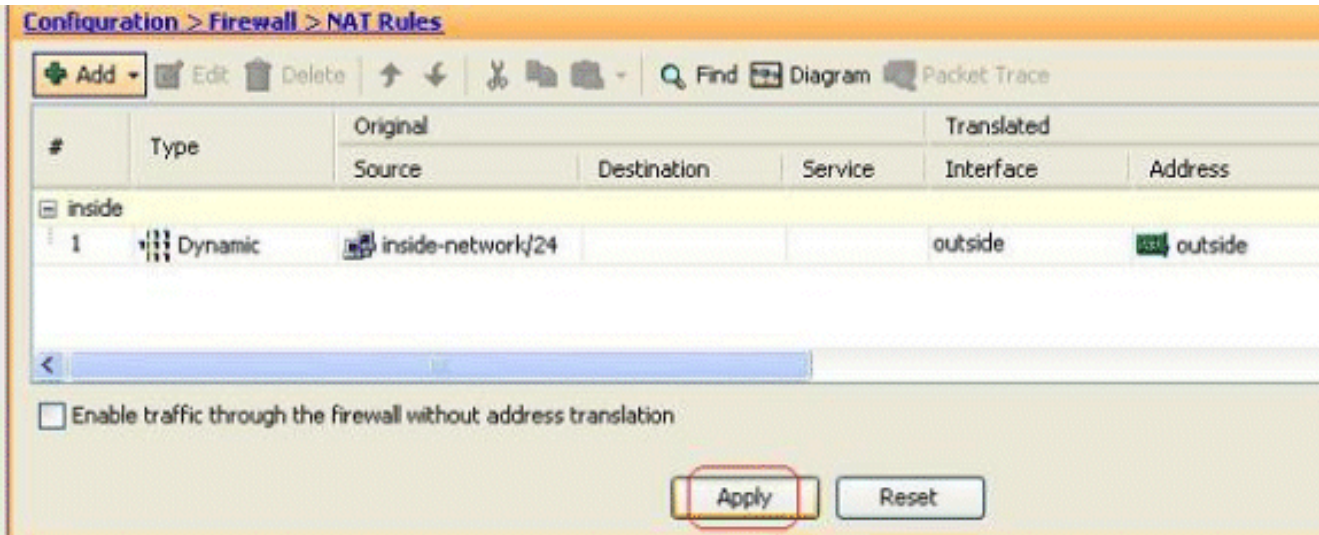 Configuration > Firewall > NAT Rules
Add Edit Delete Find Diagram Packet Trace
# Type Original Translated
Source Destination Service Interface Address
inside
1 Dynamic inside-network/24 outside outside
Enable traffic through the firewall without address translation
Apply Reset